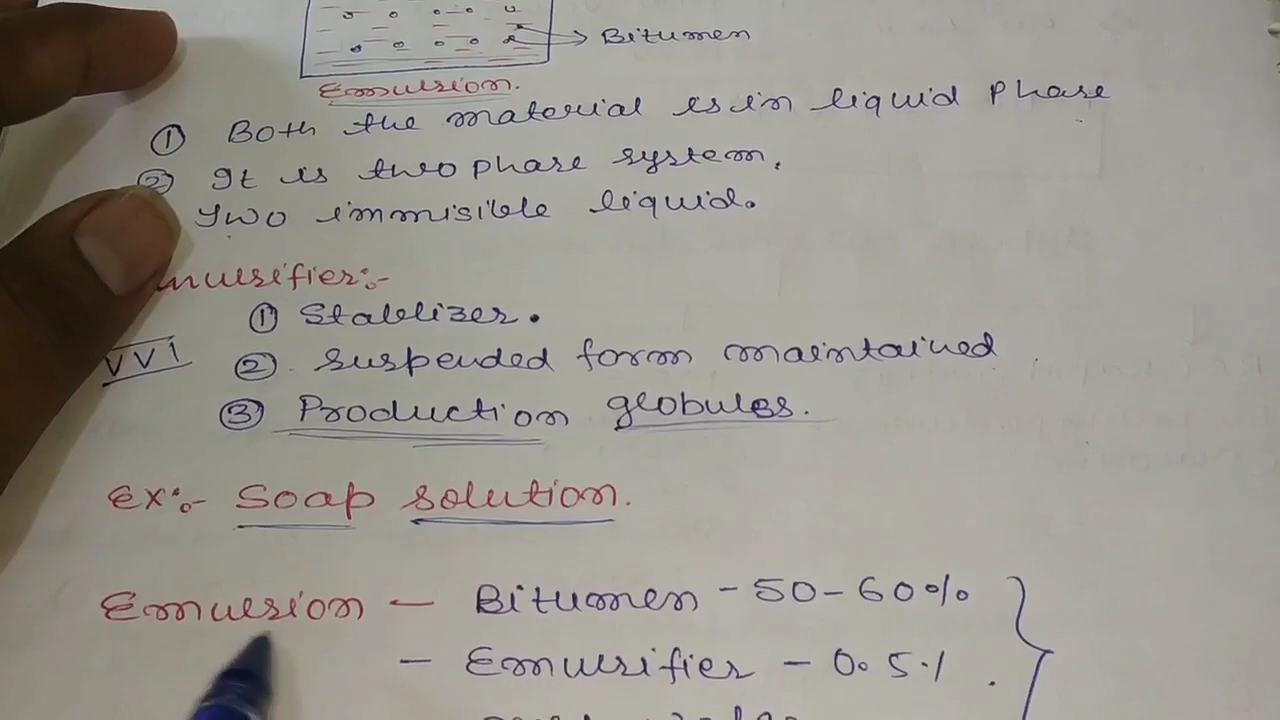 Bitumen
Emulsion.
① Both the material is in liquid Phase
② It is two phase system.
Two immisible liquid.
mulsifier:-
① Stablizer.
VVI ② suspended form maintained
③ Production globules.
Ex:- Soap solution.
Emulsion - Bitumen - 50-60%
- Emulsifier - 0.5%